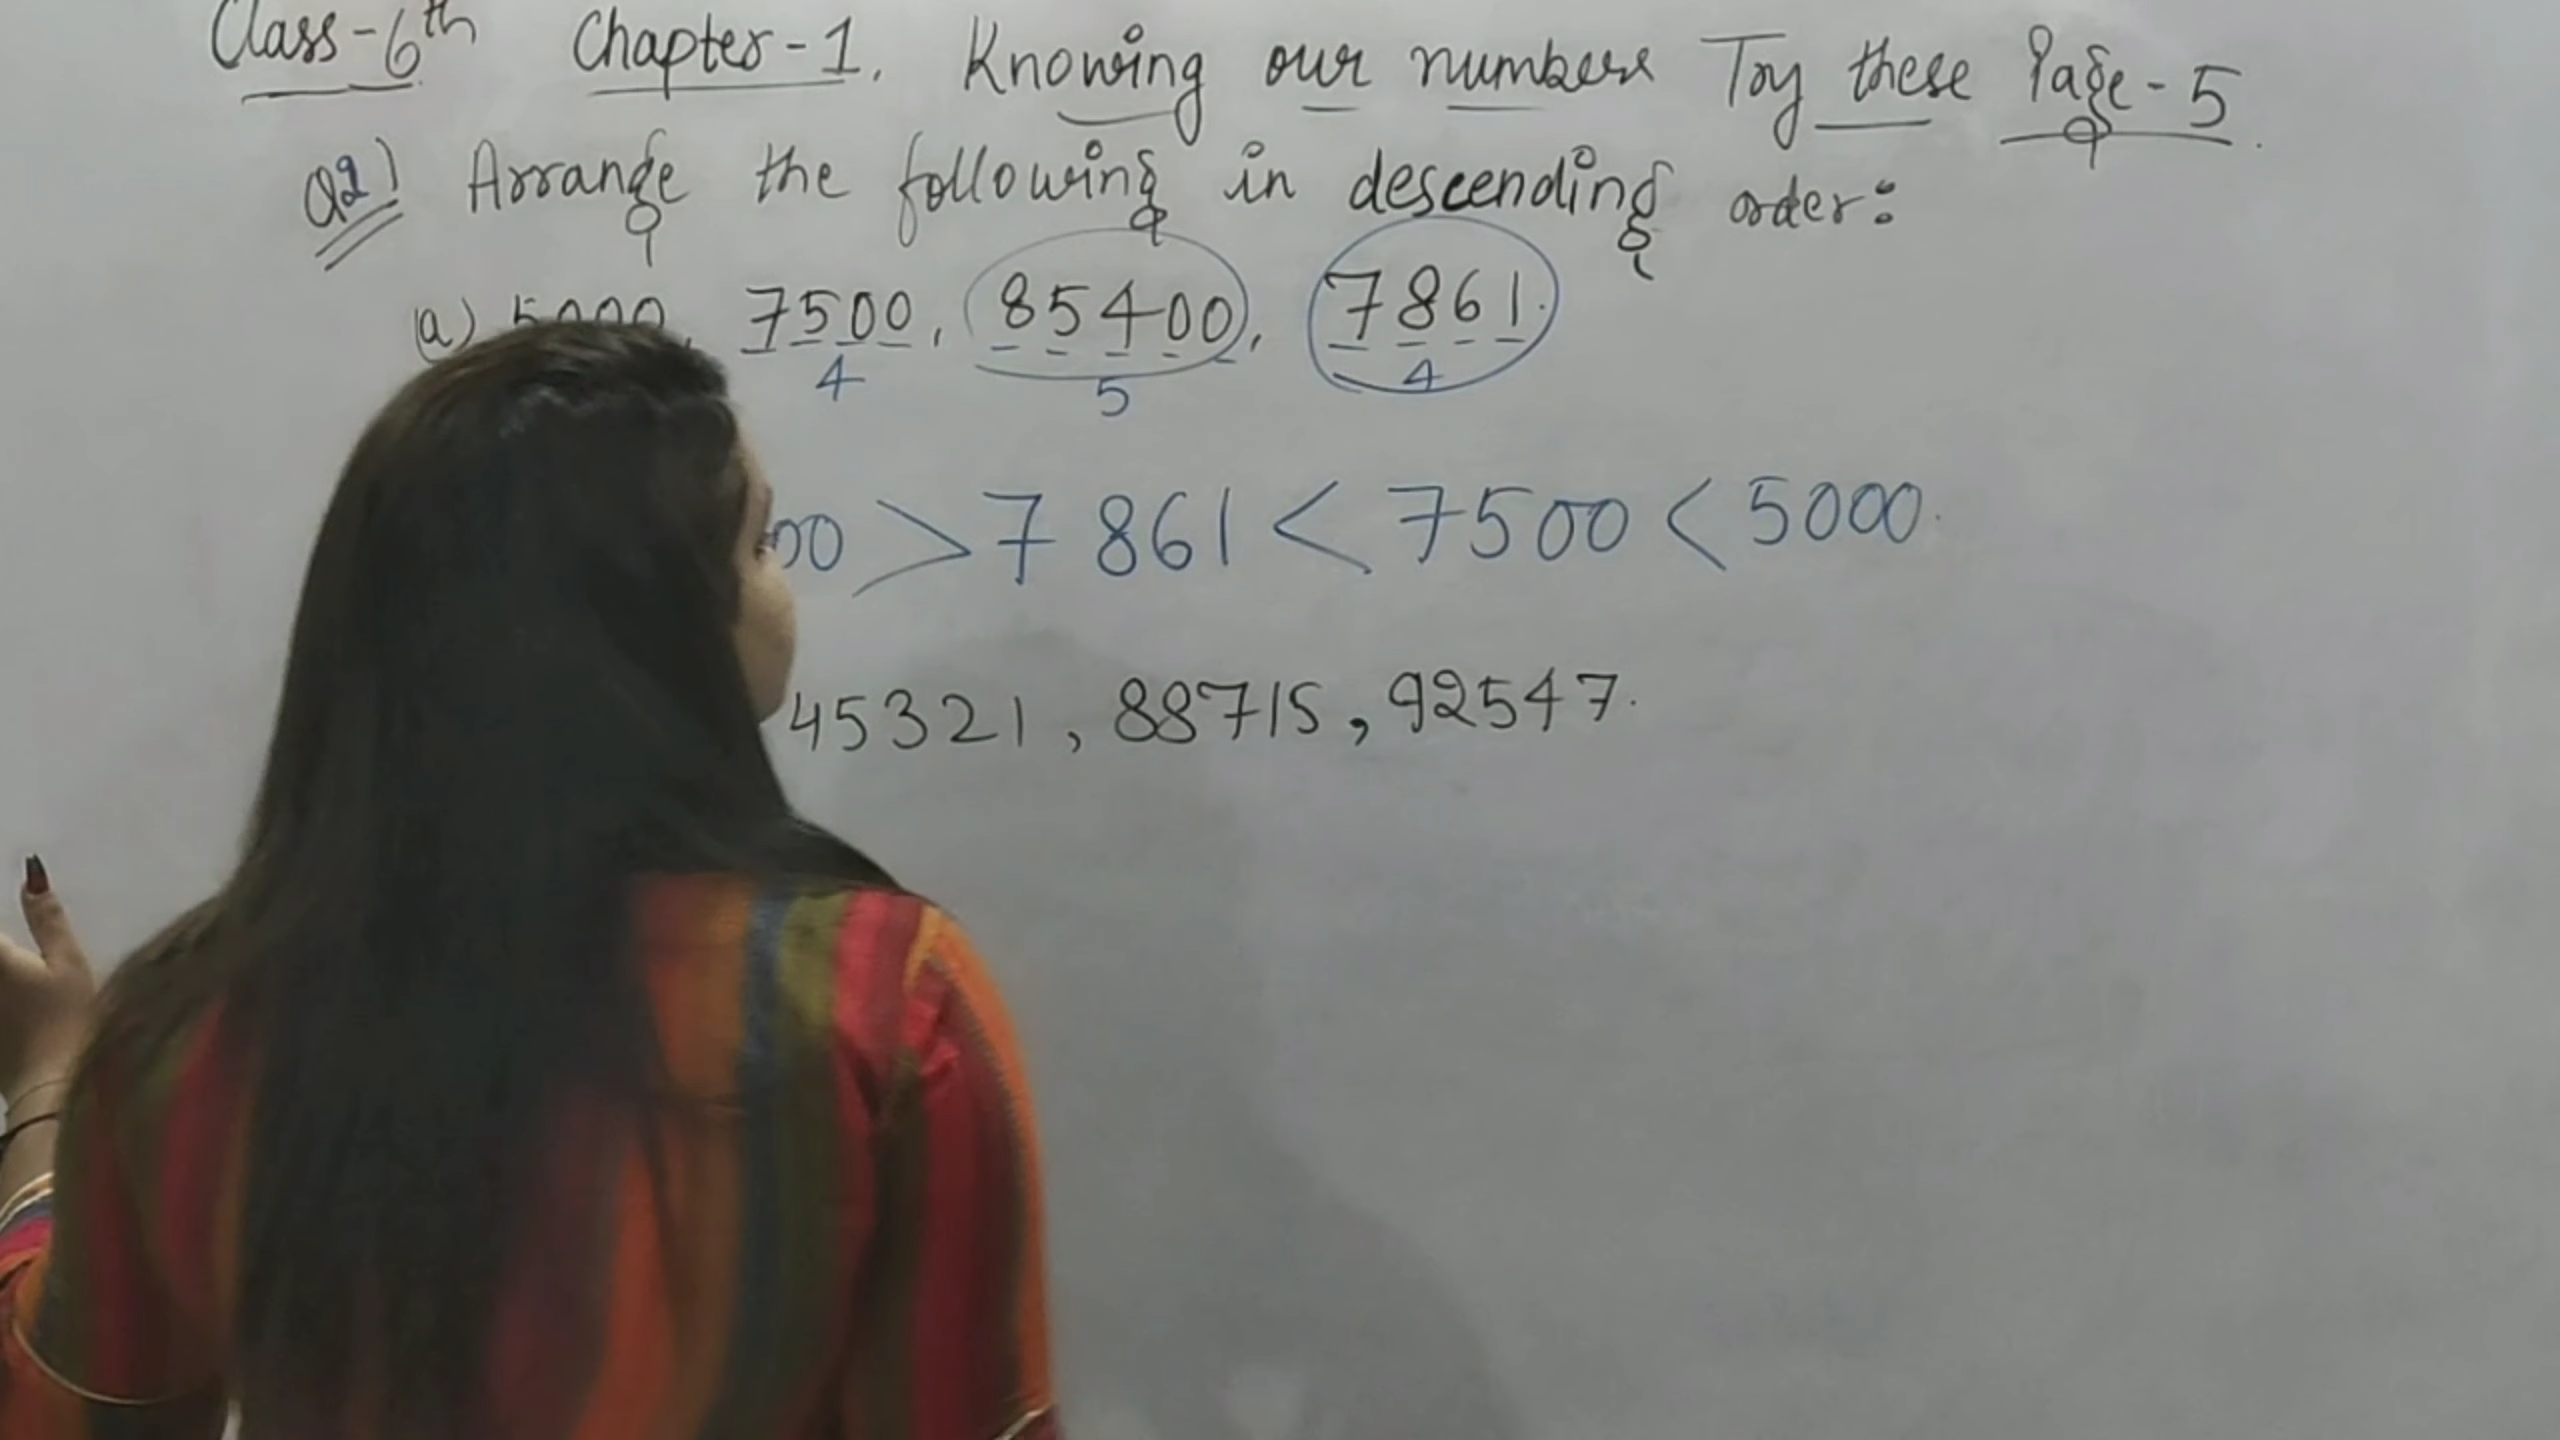 Class-6th Chapter-1. Knowing our numbers Try these Page-5.
Q2) Arrange the following in descending order:
(a) 5000, 7500, 85400, 7861.
4 5 4
00 > 7861 < 7500 < 5000.
45321, 88715, 92547.